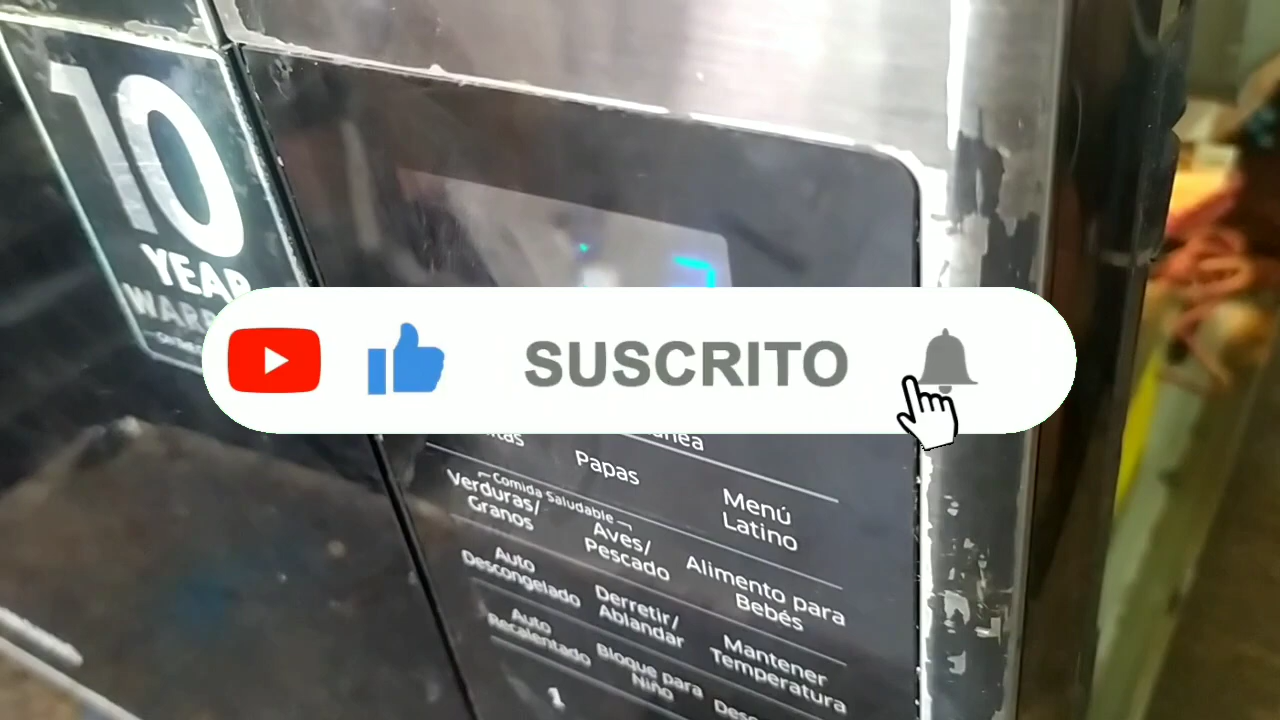 10
YEAR
SUSCRITO
Papas
Menú
Latino
Comida Saludable
Verduras/
Granos
Aves/
Pescado
Alimento para
Bebés
Auto
Descongelado
Derretir/
Ablandar
Mantener
Temperatura
Auto
Recalentado
Bloque para
Niño
1